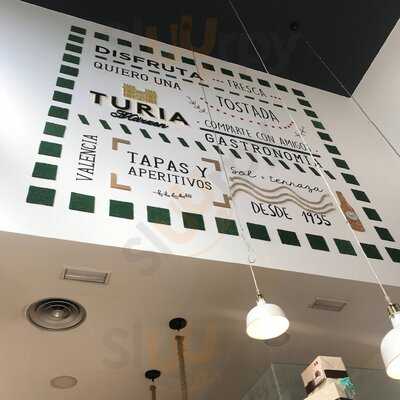 DISFRUTA ...
QUIERO UNA
FRESCA ...
TURIA
TOSTADA
COMPARTE CON AMIGOS
GASTRONOMÍA
VALENCIA
TAPAS Y
APERITIVOS
Sol + terraza
DESDE 1935